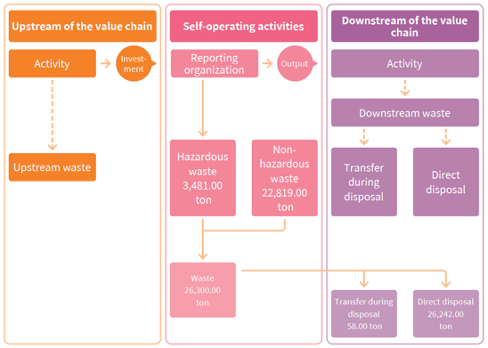 Upstream of the value chain
Activity
Invest-
ment
Upstream waste
Self-operating activities
Reporting
organization
Output
Hazardous
waste
3,481.00
ton
Non-
hazardous
waste
22,819.00
ton
Waste
26,300.00
ton
Downstream of the value
chain
Activity
Downstream waste
Transfer
during
disposal
Direct
disposal
Transfer during
disposal
58.00 ton
Direct disposal
26,242.00
ton